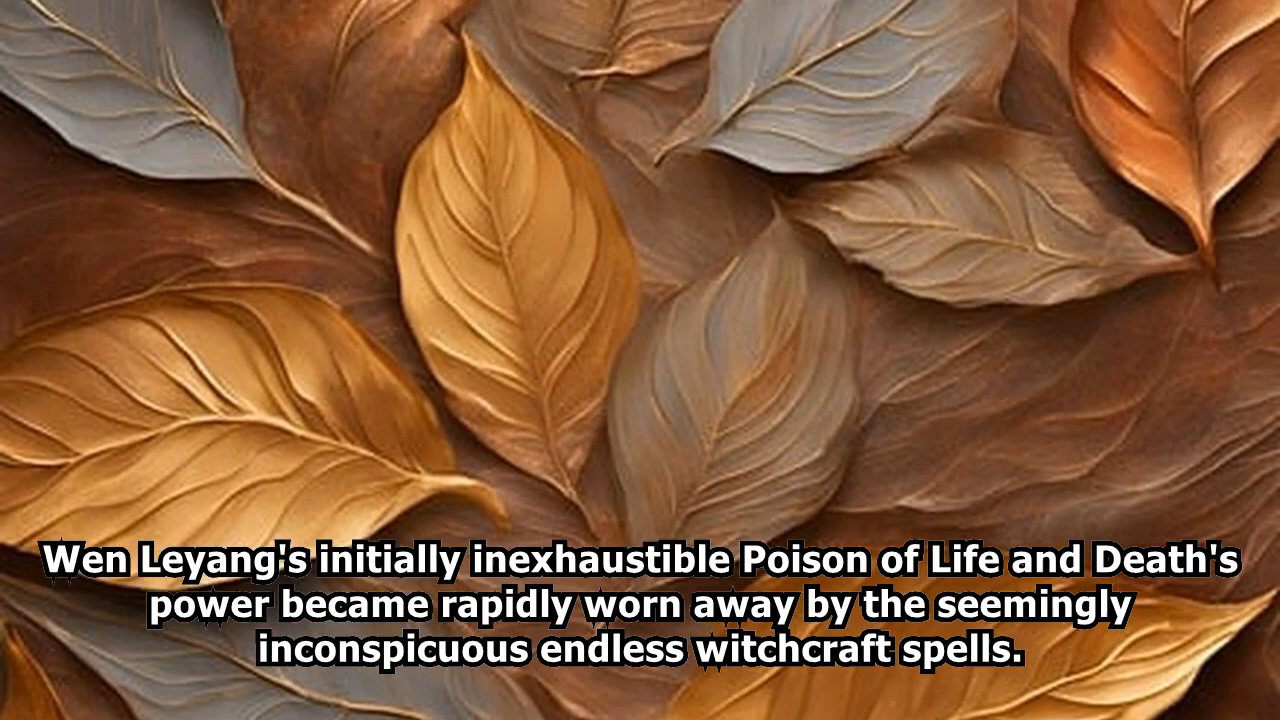 Wen Leyang's initially inexhaustible Poison of Life and Death's
power became rapidly worn away by the seemingly
inconspicuous endless witchcraft spells.